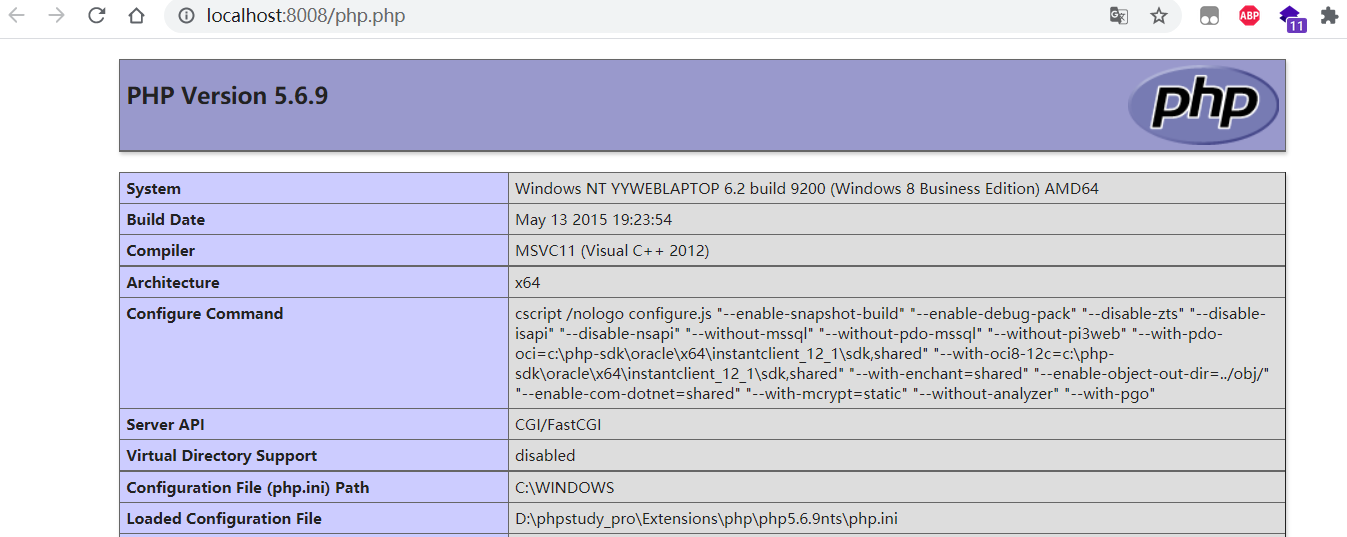 localhost:8008/php.php
ABP
11
PHP Version 5.6.9
php
System Windows NT YYWEBLAPTOP 6.2 build 9200 (Windows 8 Business Edition) AMD64
Build Date May 13 2015 19:23:54
Compiler MSVC11 (Visual C++ 2012)
Architecture x64
Configure Command cscript /nologo configure.js "--enable-snapshot-build" "--enable-debug-pack" "--disable-zts" "--disable-
isapi" "--disable-nsapi" "--without-mssql" "--without-pdo-mssql" "--without-pi3web" "--with-pdo-
oci=c:\php-sdk\oracle\x64\instantclient_12_1\sdk,shared" "--with-oci8-12c=c:\php-
sdk\oracle\x64\instantclient_12_1\sdk,shared" "--with-enchant=shared" "--enable-object-out-dir=../obj/"
"--enable-com-dotnet=shared" "--with-mcrypt=static" "--without-analyzer" "--with-pgo"
Server API CGI/FastCGI
Virtual Directory Support disabled
Configuration File (php.ini) Path C:\WINDOWS
Loaded Configuration File D:\phpstudy_pro\Extensions\php\php5.6.9nts\php.ini